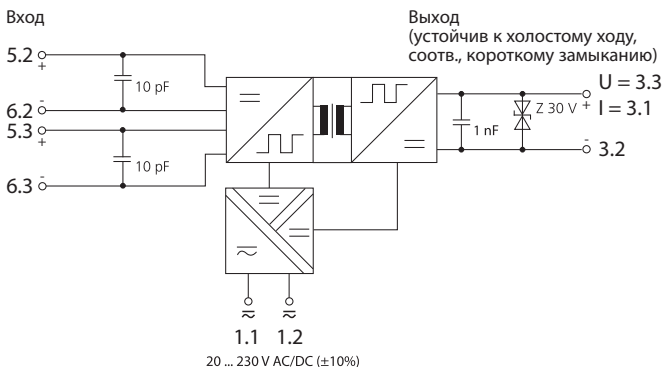 Вход
Выход
(устойчив к холостому ходу,
соотв., короткому замыканию)
5.2
+
10 pF
6.2
-
5.3
+
10 pF
6.3
-
1 nF
Z 30 V
+
U = 3.3
I = 3.1
-
3.2
1.1 1.2
20 ... 230 V AC/DC (±10%)